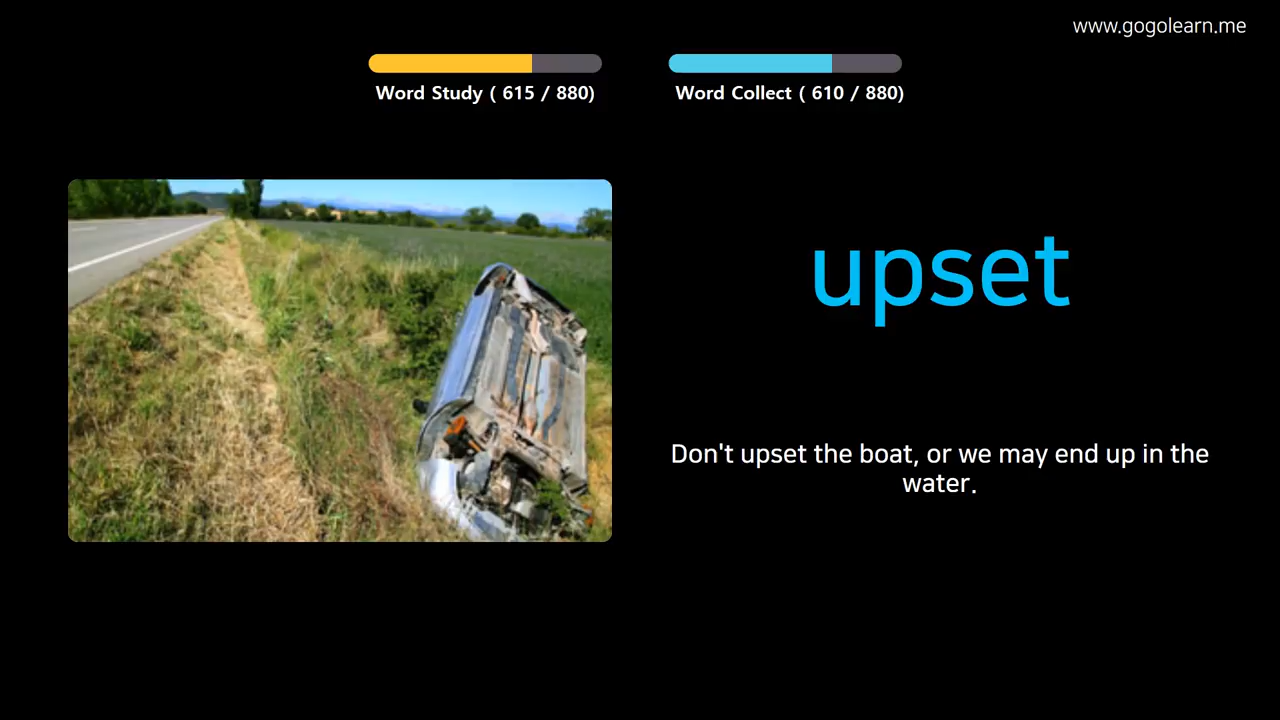 www.gogolearn.me
Word Study ( 615 / 880)
Word Collect ( 610 / 880)
upset
Don't upset the boat, or we may end up in the
water.